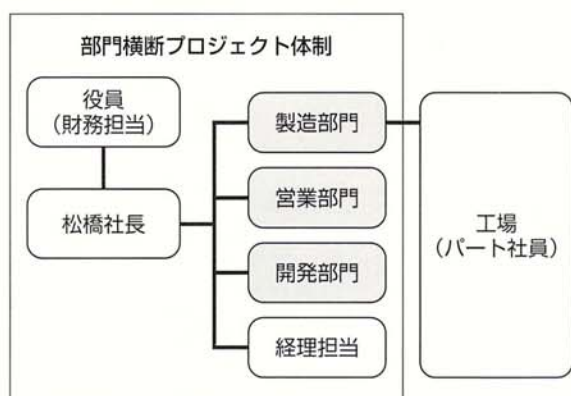 部門横断プロジェクト体制
役員
(財務担当)
松橋社長
製造部門
営業部門
開発部門
経理担当
工場
(パート社員)